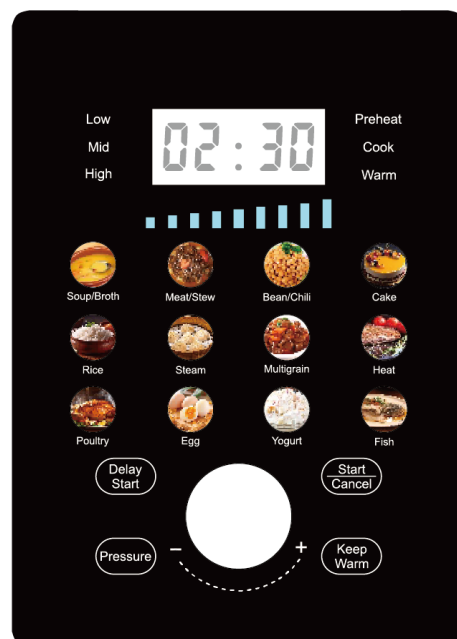 Low
Mid
High
02:30
Preheat
Cook
Warm
Soup/Broth
Meat/Stew
Bean/Chili
Cake
Rice
Steam
Multigrain
Heat
Poultry
Egg
Yogurt
Fish
Delay
Start
Start
Cancel
Pressure
−
+
Keep
Warm